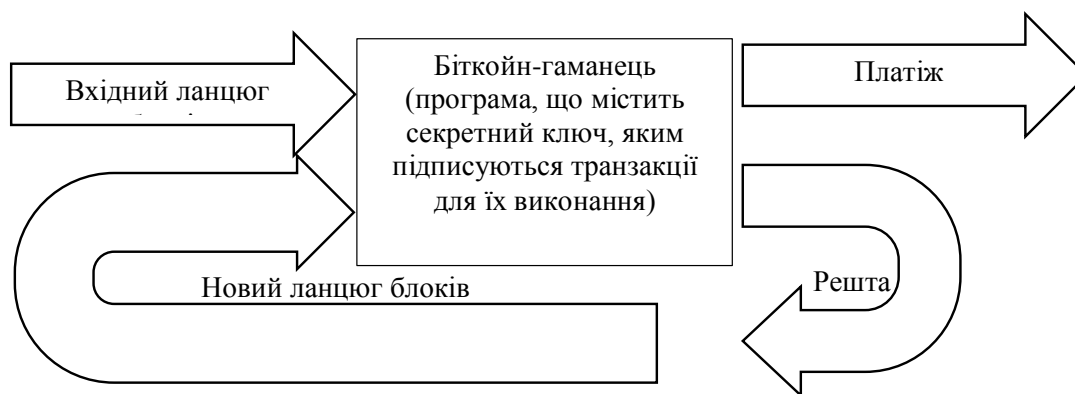 Вхідний ланцюг
Біткойн-гаманець
(програма, що містить
секретний ключ, яким
підписуються транзакції
для їх виконання)
Платіж
Новий ланцюг блоків
Решта